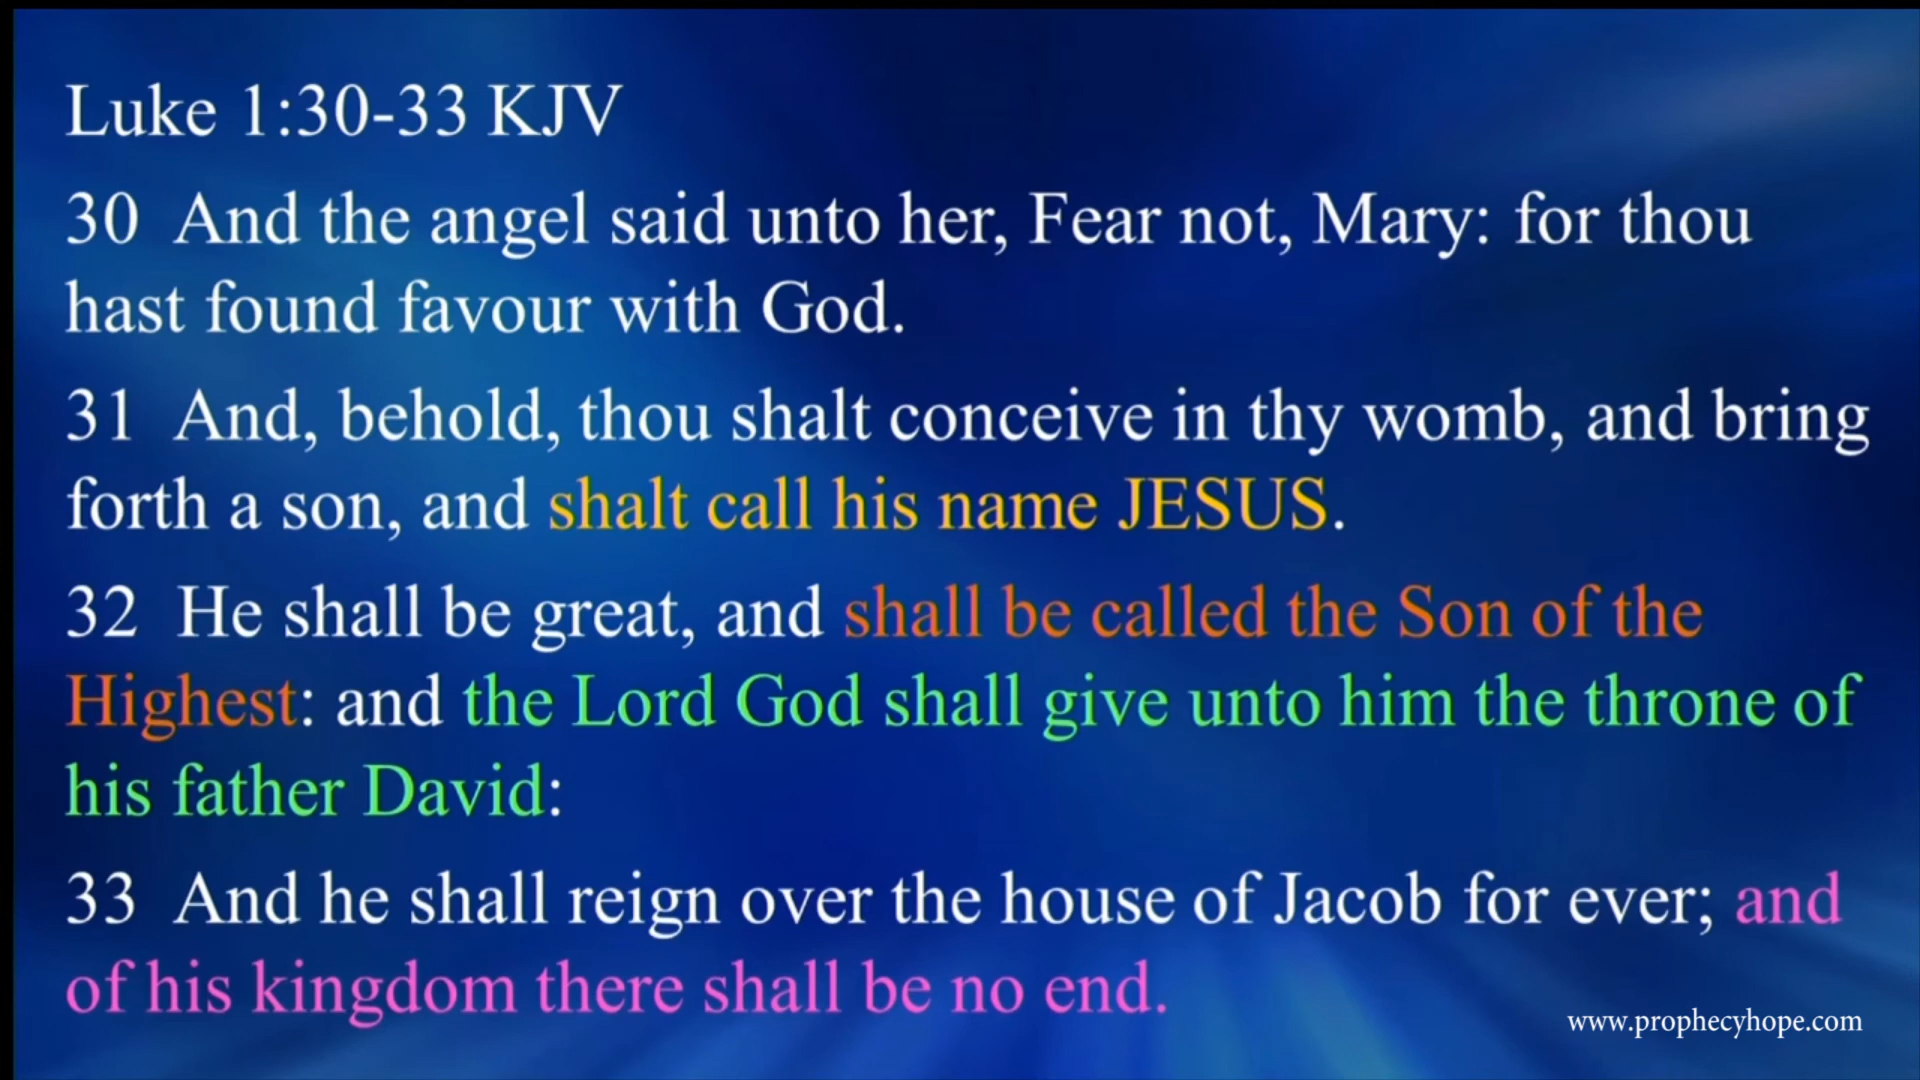 Luke 1:30-33 KJV
30 And the angel said unto her, Fear not, Mary: for thou
hast found favour with God.
31 And, behold, thou shalt conceive in thy womb, and bring
forth a son, and shalt call his name JESUS.
32 He shall be great, and shall be called the Son of the
Highest: and the Lord God shall give unto him the throne of
his father David:
33 And he shall reign over the house of Jacob for ever; and
of his kingdom there shall be no end.
www.prophecyhope.com